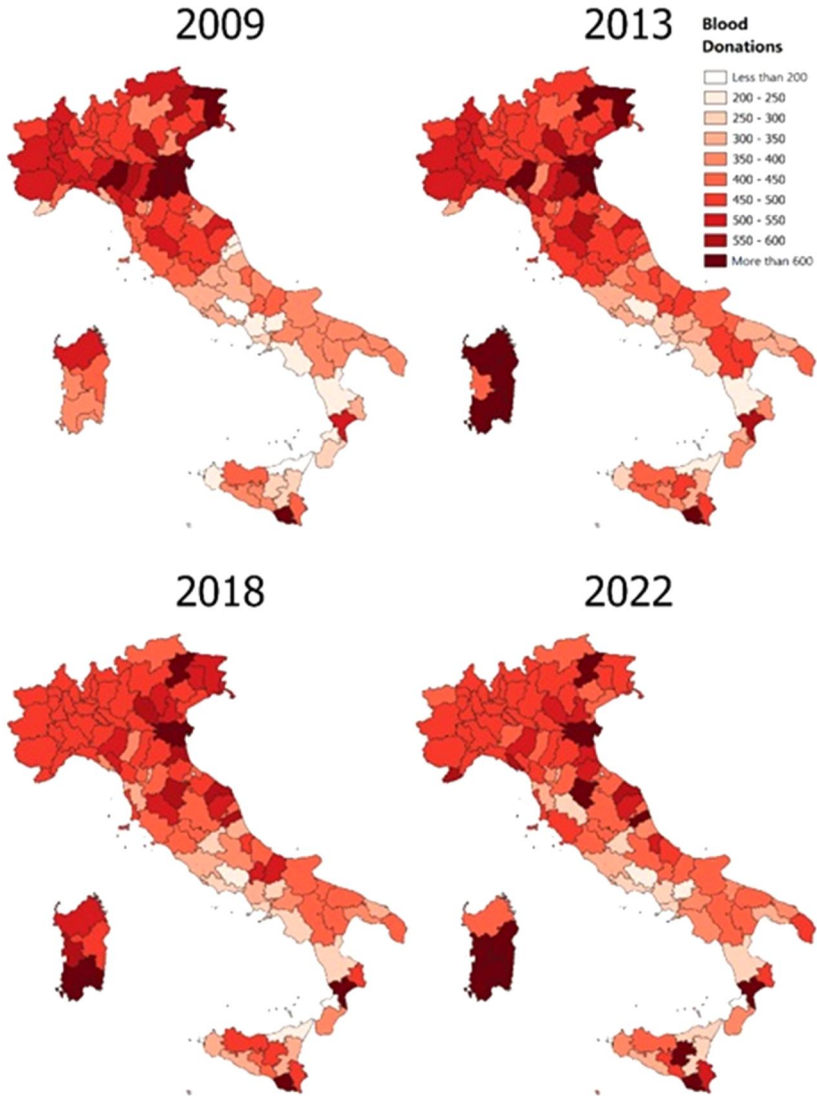 2009
2013
Blood
Donations
Less than 200
200 - 250
250 - 300
300 - 350
350 - 400
400 - 450
450 - 500
500 - 550
550 - 600
More than 600
2018
2022